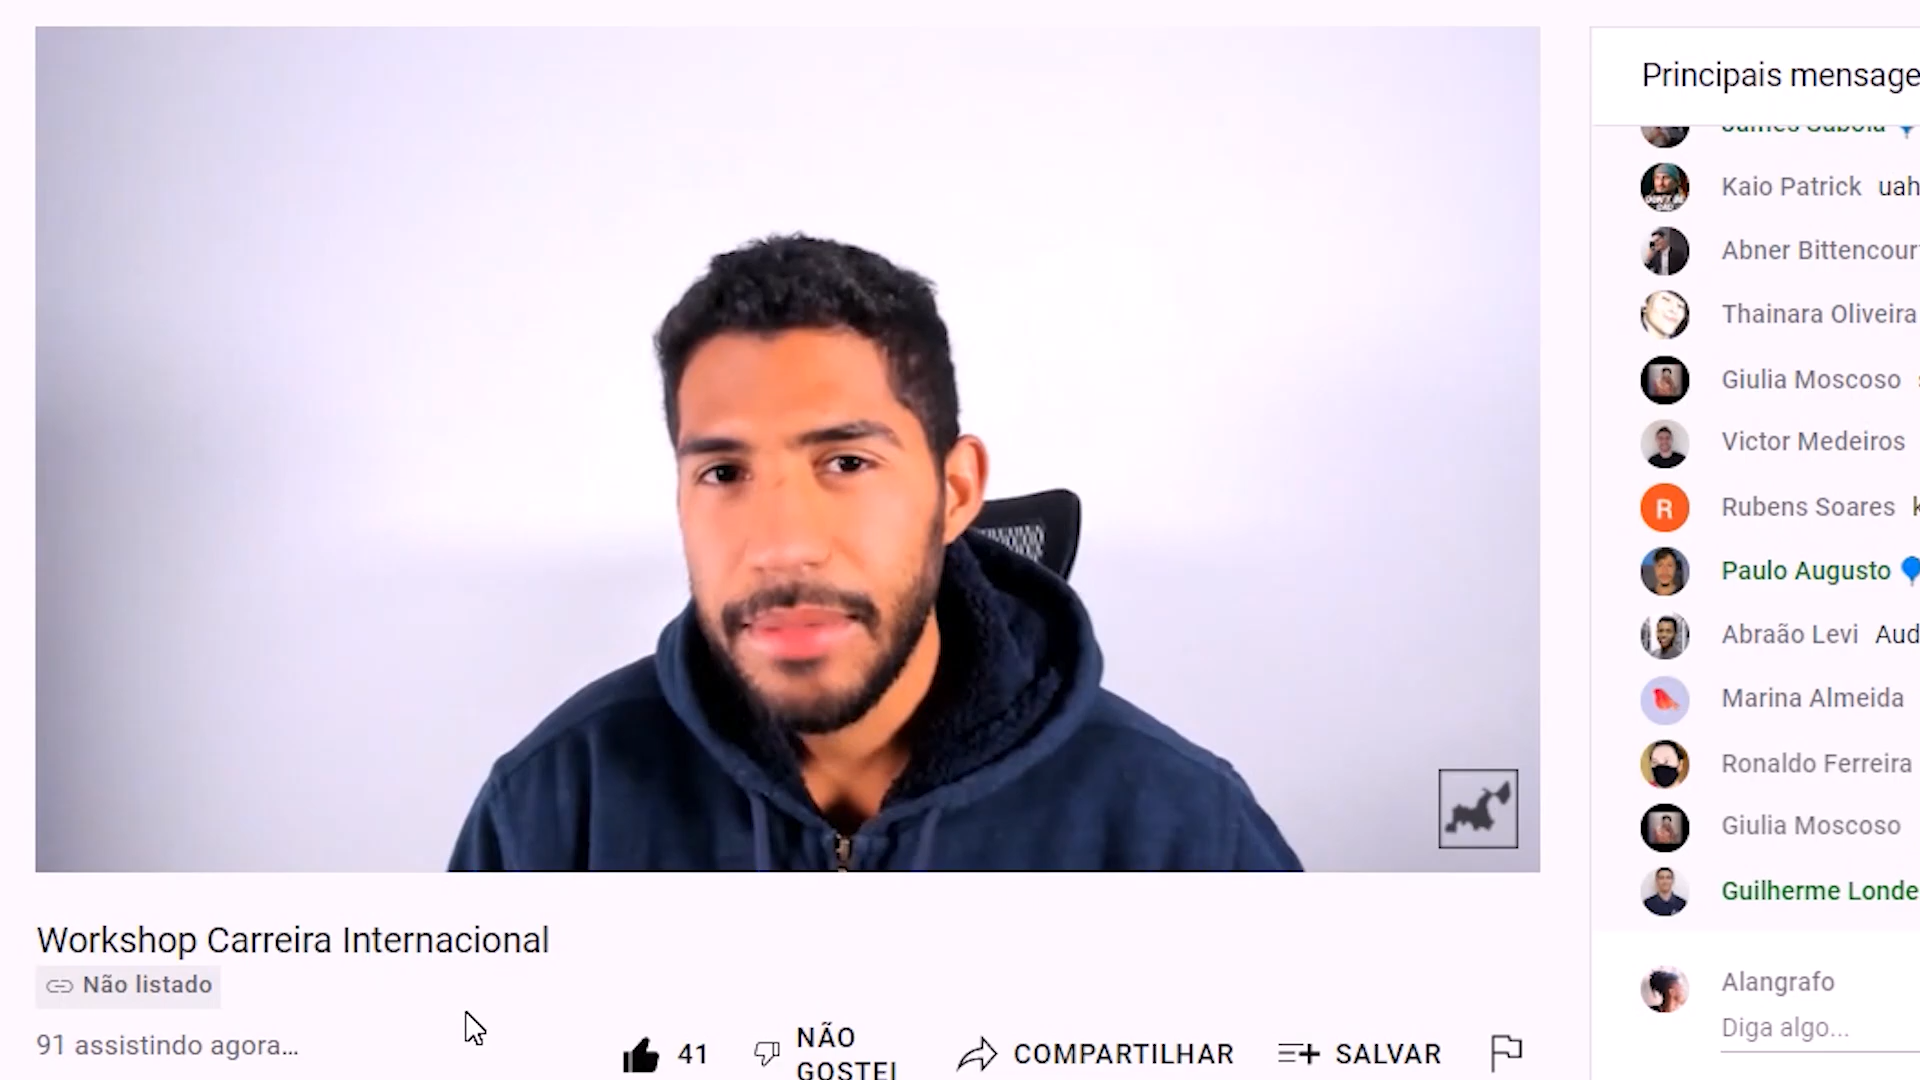 Principais mensage
James Sabola
Kaio Patrick uah
Abner Bittencour
Thainara Oliveira
Giulia Moscoso
Victor Medeiros
Rubens Soares
R
Paulo Augusto
Abraão Levi Aud
Marina Almeida
Ronaldo Ferreira
Giulia Moscoso
Guilherme Londe
Alangrafo
Diga algo...
Workshop Carreira Internacional
Não listado
91 assistindo agora...
41
NÃO
GOSTEI
COMPARTILHAR
SALVAR